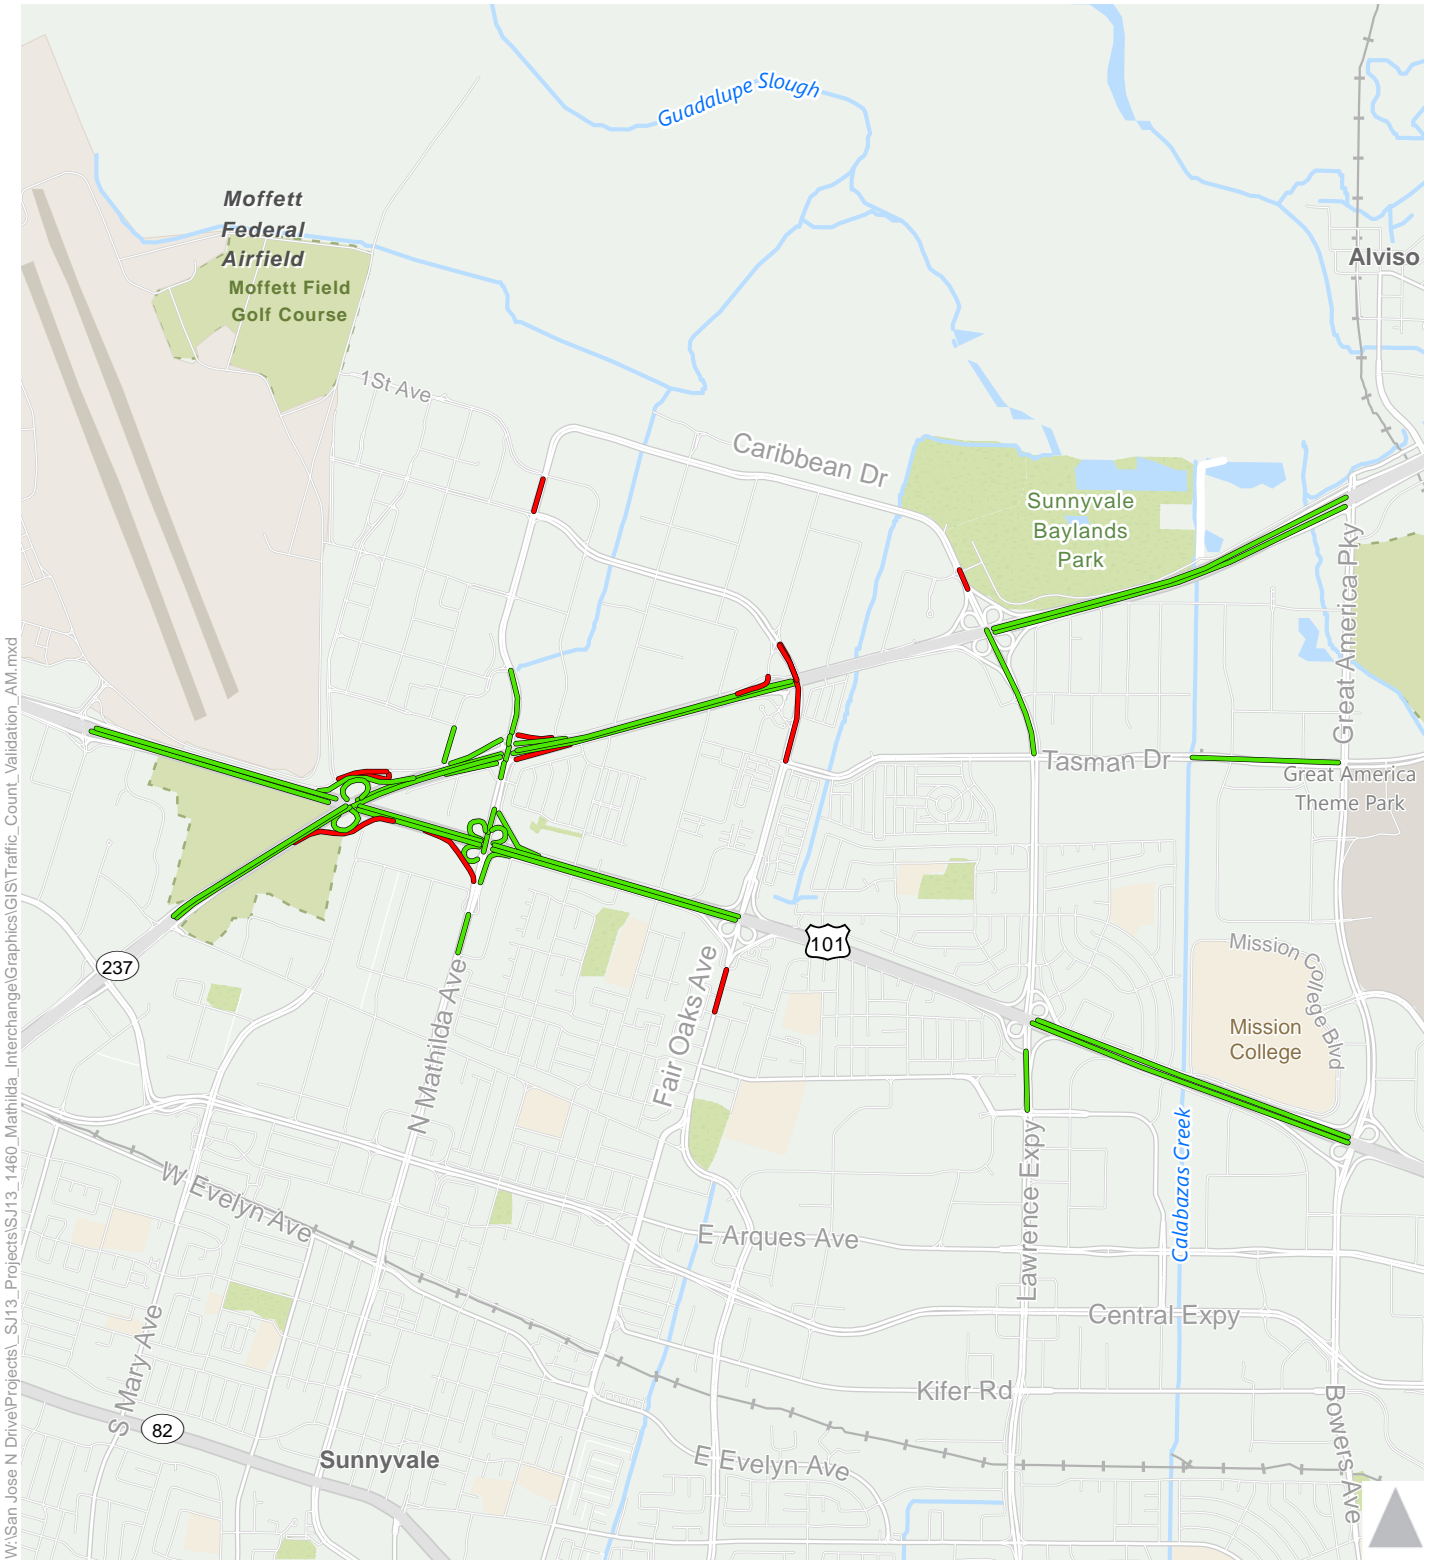 Guadalupe Slough
Moffett
Federal
Airfield
Moffett Field
Golf Course
Alviso
1St Ave
Caribbean Dr
Sunnyvale
Baylands
Park
Great America Pky
Tasman Dr
Great America
Theme Park
101
237
Mission College Blvd
Mission
College
N Mathilda Ave
Fair Oaks Ave
Lawrence Expy
Calabazas Creek
W Evelyn Ave
E Arques Ave
Central Expy
S Mary Ave
Kifer Rd
Bowers Ave
82
Sunnyvale
E Evelyn Ave
W:\San Jose N Drive\Projects\_SJ13_Projects\SJ13_1460_Mathilda_Interchange\Graphics\GIS\Traffic_Count_Validation_AM.mxd